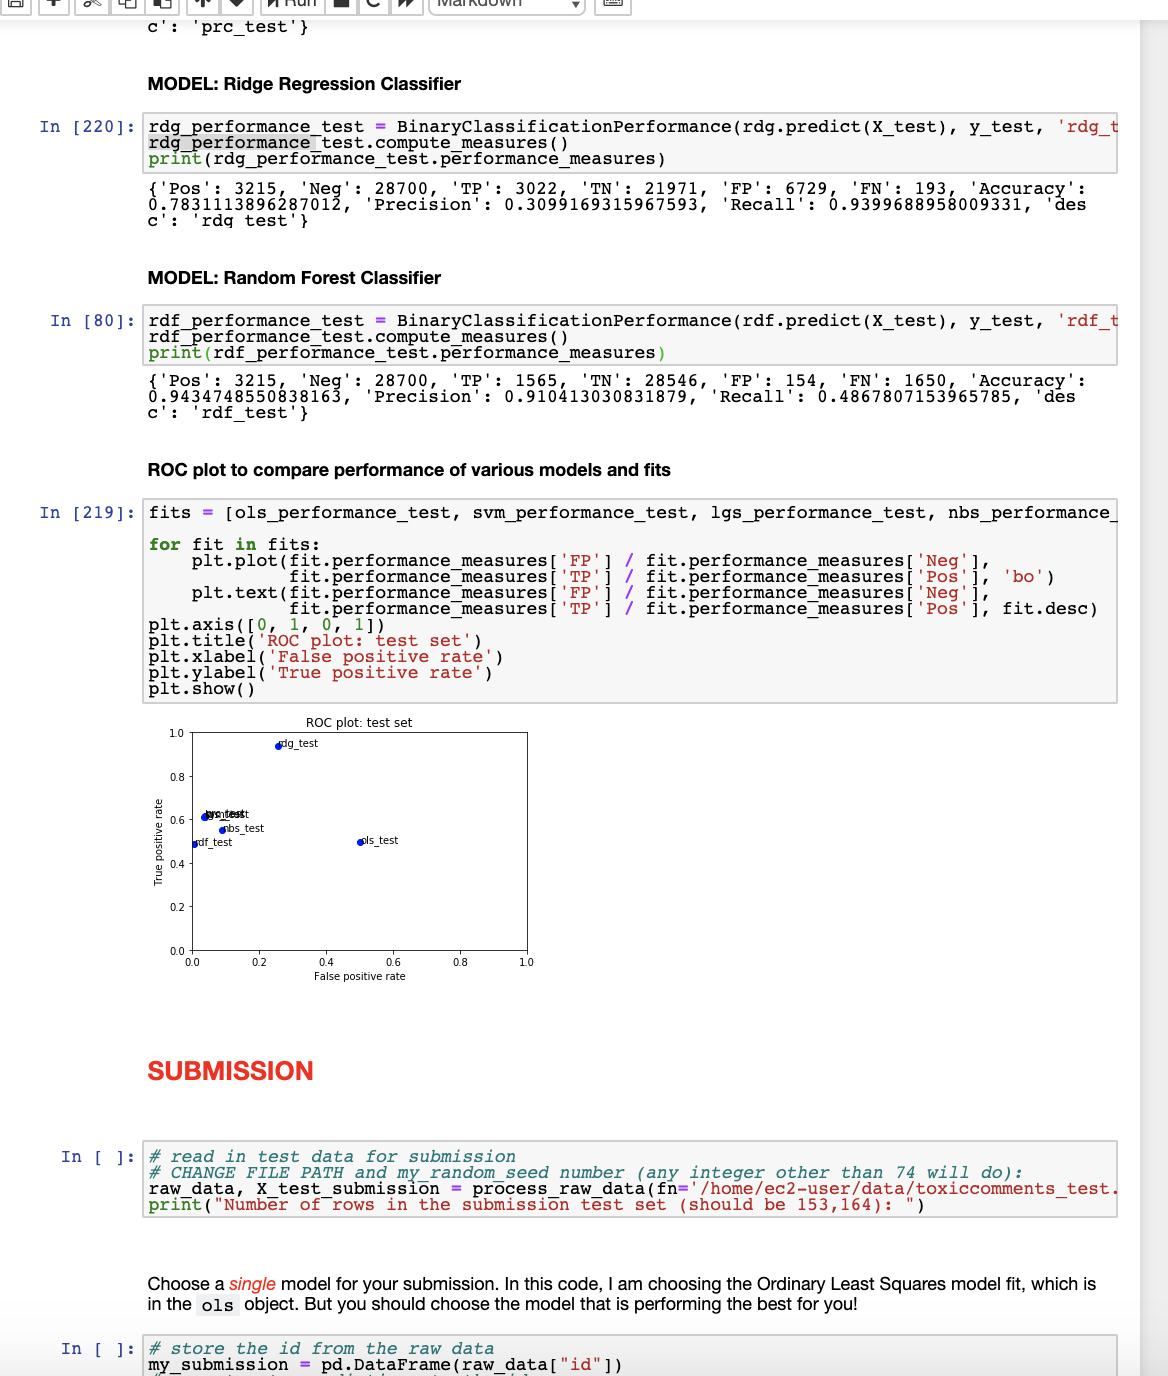 Run
Markdown
c': 'prc_test'}
MODEL: Ridge Regression Classifier
In [220]: rdg_performance_test = BinaryClassificationPerformance(rdg.predict(X_test), y_test, 'rdg_t
rdg_performance_test.compute_measures()
print(rdg_performance_test.performance_measures)
{'Pos': 3215, 'Neg': 28700, 'TP': 3022, 'TN': 21971, 'FP': 6729, 'FN': 193, 'Accuracy':
0.7831113896287012, 'Precision': 0.3099169315967593, 'Recall': 0.9399688958009331, 'des
c': 'rdg_test'}
MODEL: Random Forest Classifier
In [80]: rdf_performance_test = BinaryClassificationPerformance(rdf.predict(X_test), y_test, 'rdf_t
rdf_performance_test.compute_measures()
print(rdf_performance_test.performance_measures)
{'Pos': 3215, 'Neg': 28700, 'TP': 1565, 'TN': 28546, 'FP': 154, 'FN': 1650, 'Accuracy':
0.9434748550838163, 'Precision': 0.910413030831879, 'Recall': 0.4867807153965785, 'des
c': 'rdf_test'}
ROC plot to compare performance of various models and fits
In [219]: fits = [ols_performance_test, svm_performance_test, lgs_performance_test, nbs_performance_
for fit in fits:
plt.plot(fit.performance_measures['FP'] / fit.performance_measures['Neg'],
fit.performance_measures['TP'] / fit.performance_measures['Pos'], 'bo')
plt.text(fit.performance_measures['FP'] / fit.performance_measures['Neg'],
fit.performance_measures['TP'] / fit.performance_measures['Pos'], fit.desc)
plt.axis([0, 1, 0, 1])
plt.title('ROC plot: test set')
plt.xlabel('False positive rate')
plt.ylabel('True positive rate')
plt.show()
ROC plot: test set
1.0
rdg_test
0.8
0.6
nbs_test
rdf_test
ols_test
0.4
0.2
0.0
True positive rate
0.0 0.2 0.4 0.6 0.8 1.0
False positive rate
SUBMISSION
In [ ]: # read in test data for submission
# CHANGE FILE PATH and my_random_seed number (any integer other than 74 will do):
raw_data, X_test_submission = process_raw_data(fn='/home/ec2-user/data/toxiccomments_test.
print("Number of rows in the submission test set (should be 153,164): ")
Choose a single model for your submission. In this code, I am choosing the Ordinary Least Squares model fit, which is
in the ols object. But you should choose the model that is performing the best for you!
In [ ]: # store the id from the raw data
my_submission = pd.DataFrame(raw_data["id"])